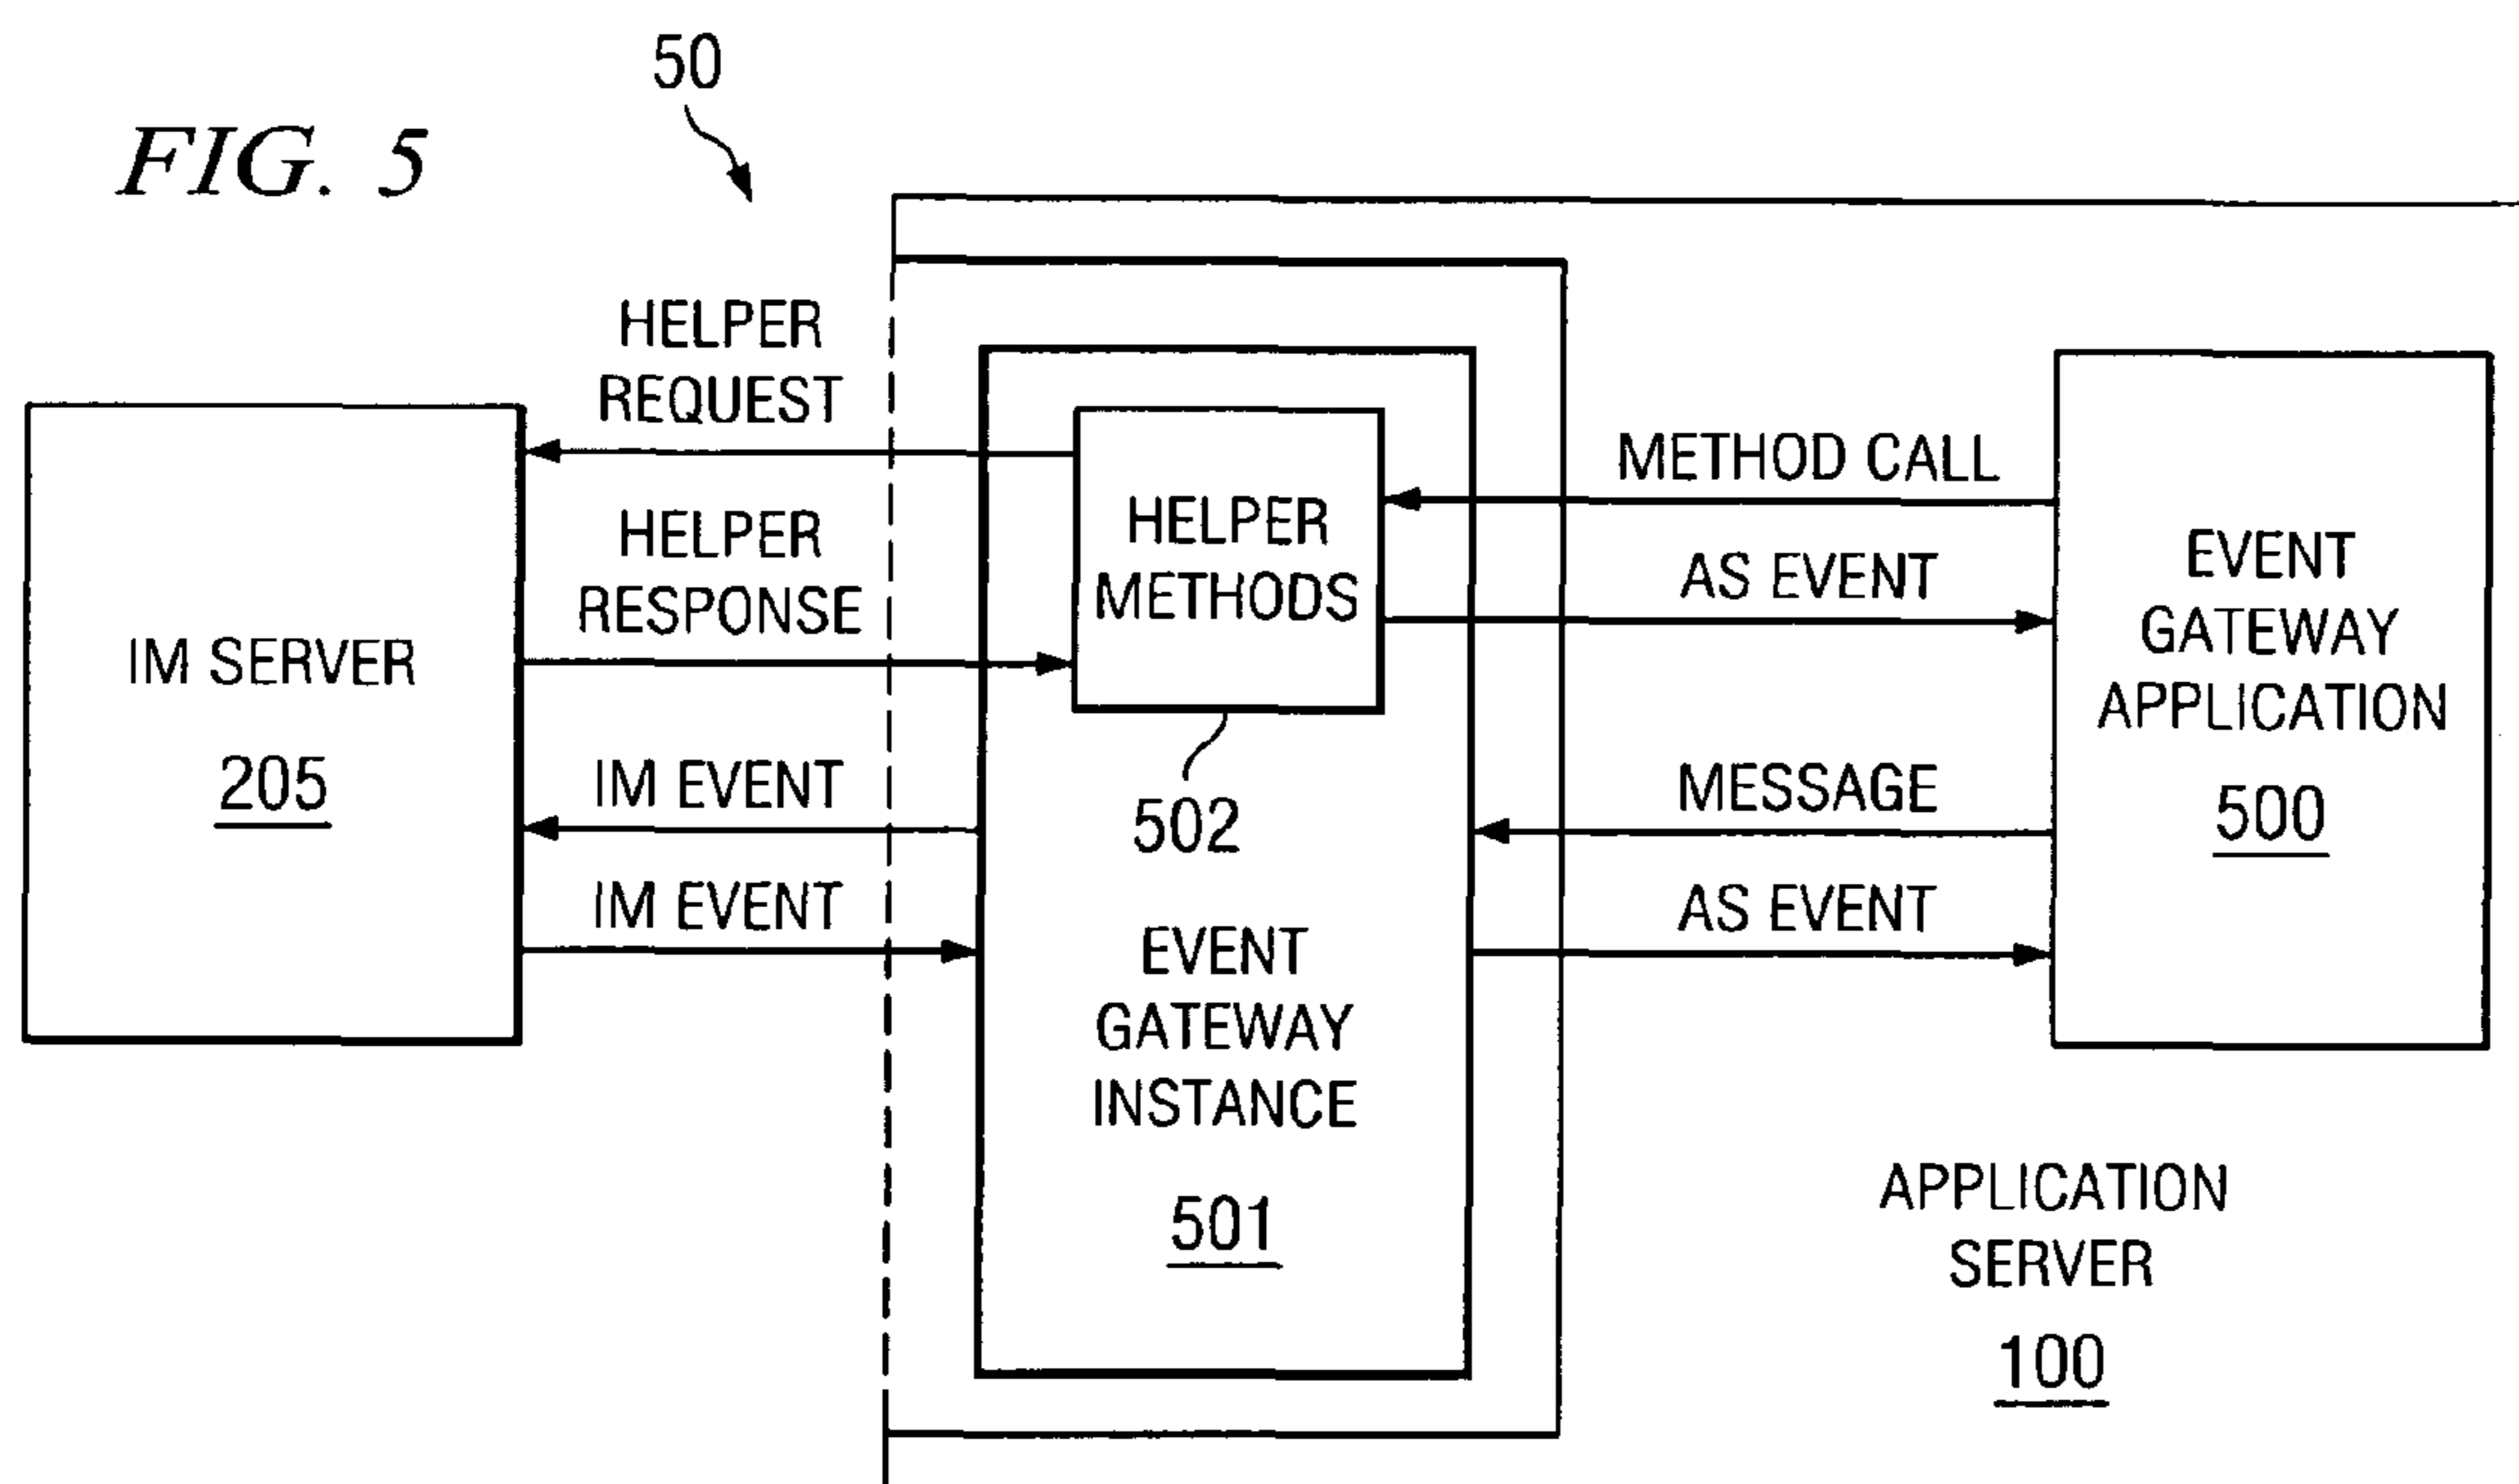 50
FIG. 5
HELPER
REQUEST
HELPER
RESPONSE
IM SERVER
205
IM EVENT
IM EVENT
HELPER
METHODS
502
EVENT
GATEWAY
INSTANCE
501
METHOD CALL
AS EVENT
MESSAGE
AS EVENT
EVENT
GATEWAY
APPLICATION
500
APPLICATION
SERVER
100